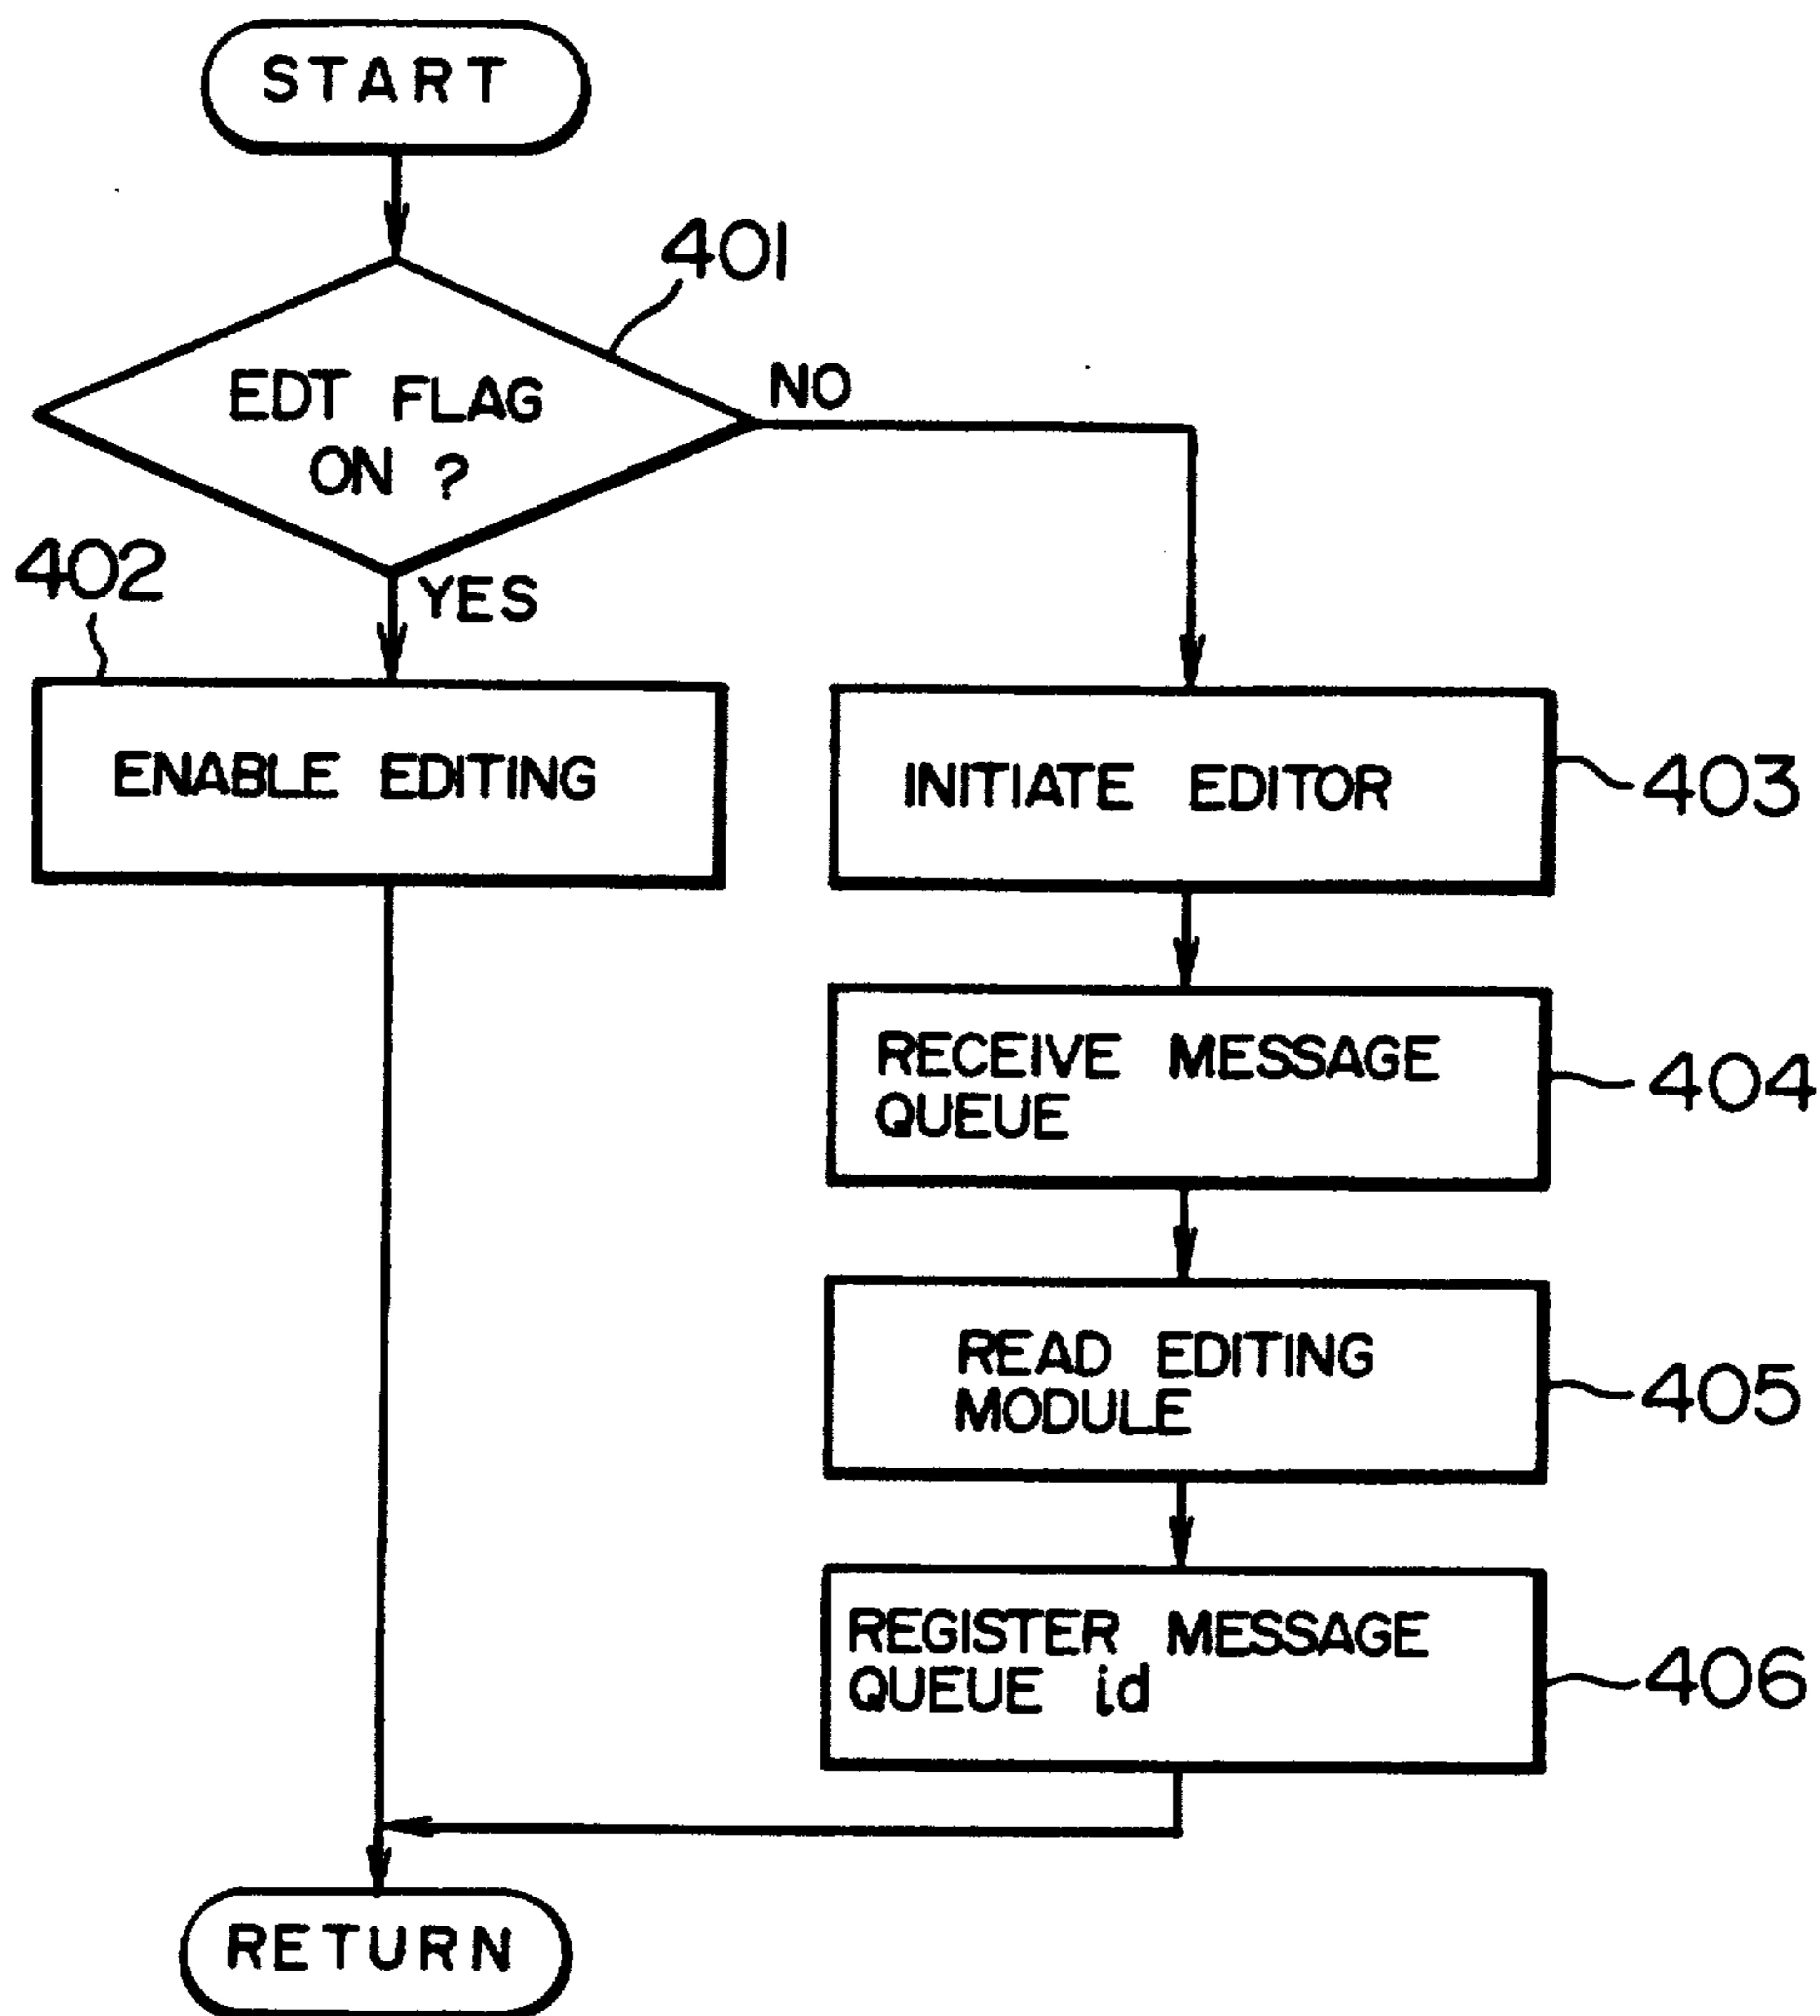 START
401
EDT FLAG
ON ?
NO
402
YES
ENABLE EDITING
INITIATE EDITOR
403
RECEIVE MESSAGE
QUEUE
404
READ EDITING
MODULE
405
REGISTER MESSAGE
QUEUE id
406
RETURN